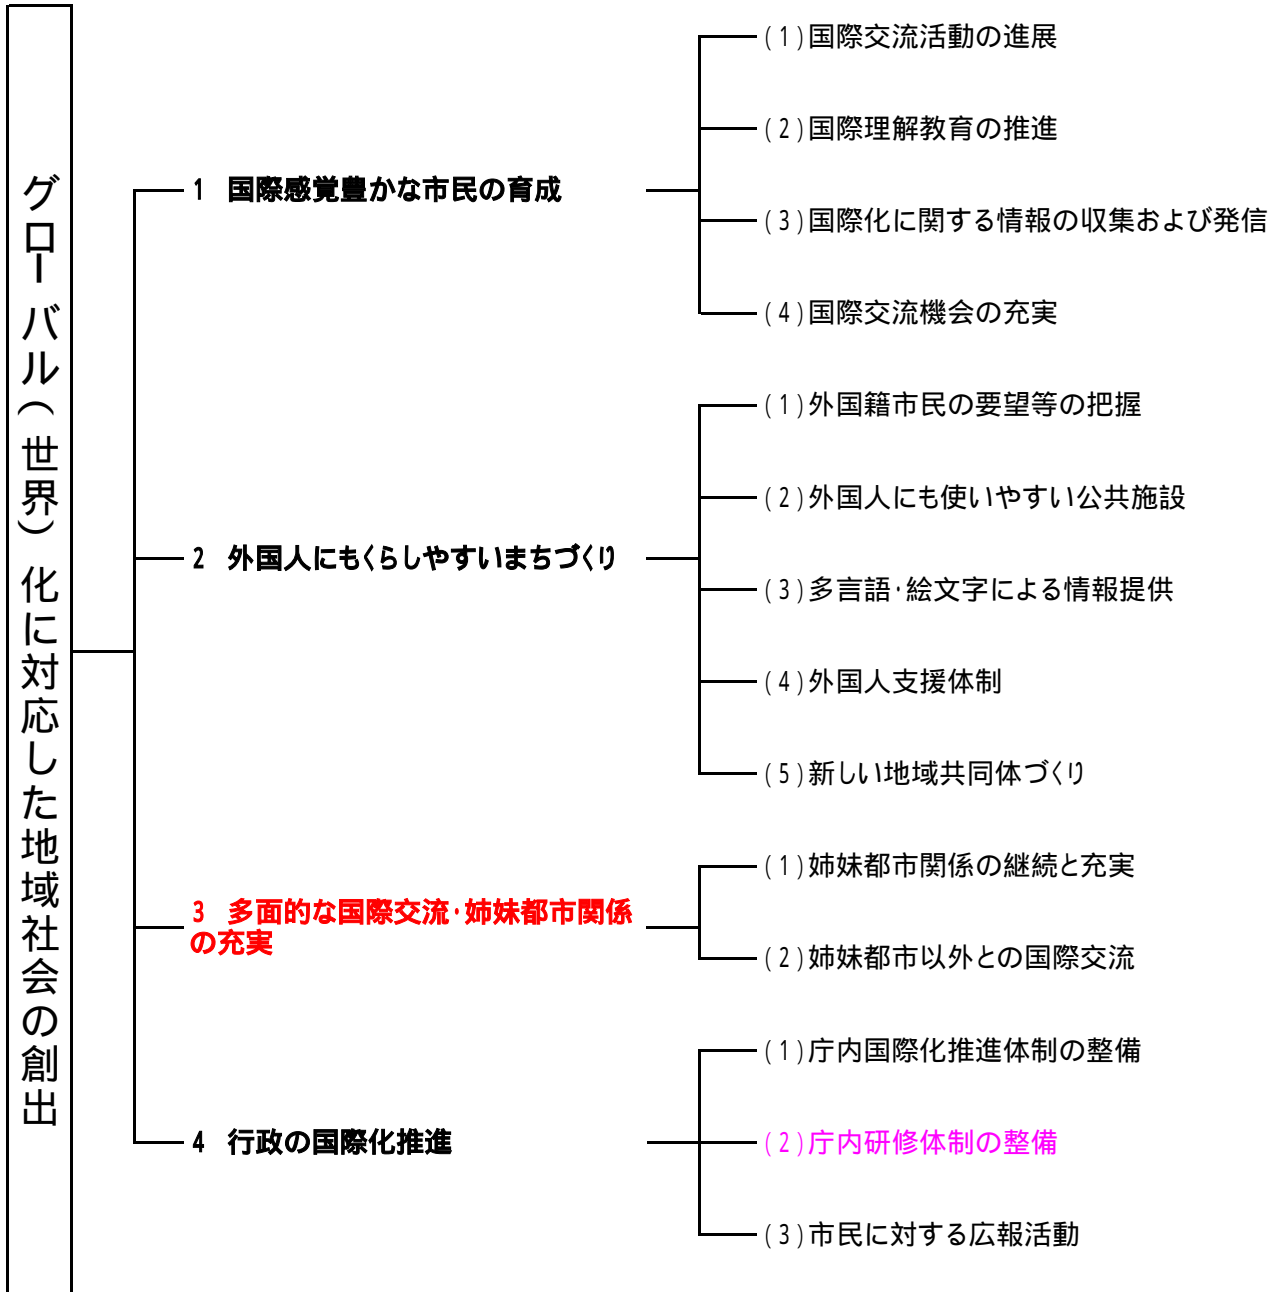 グローバル(世界)化に対応した地域社会の創出
1 国際感覚豊かな市民の育成
(1)国際交流活動の進展
(2)国際理解教育の推進
(3)国際化に関する情報の収集および発信
(4)国際交流機会の充実
2 外国人にもくらしやすいまちづくり
(1)外国籍市民の要望等の把握
(2)外国人にも使いやすい公共施設
(3)多言語・絵文字による情報提供
(4)外国人支援体制
(5)新しい地域共同体づくり
3 多面的な国際交流・姉妹都市関係
の充実
(1)姉妹都市関係の継続と充実
(2)姉妹都市以外との国際交流
4 行政の国際化推進
(1)庁内国際化推進体制の整備
(2)庁内研修体制の整備
(3)市民に対する広報活動